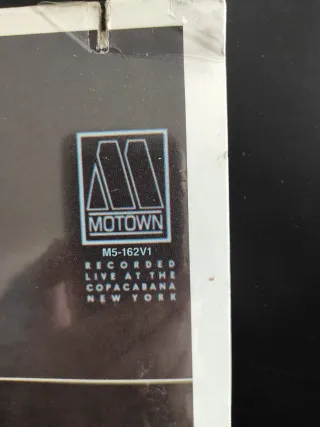 MOTOWN
M5-162V1
RECORDED
LIVE AT THE
COPACABANA
NEW YORK